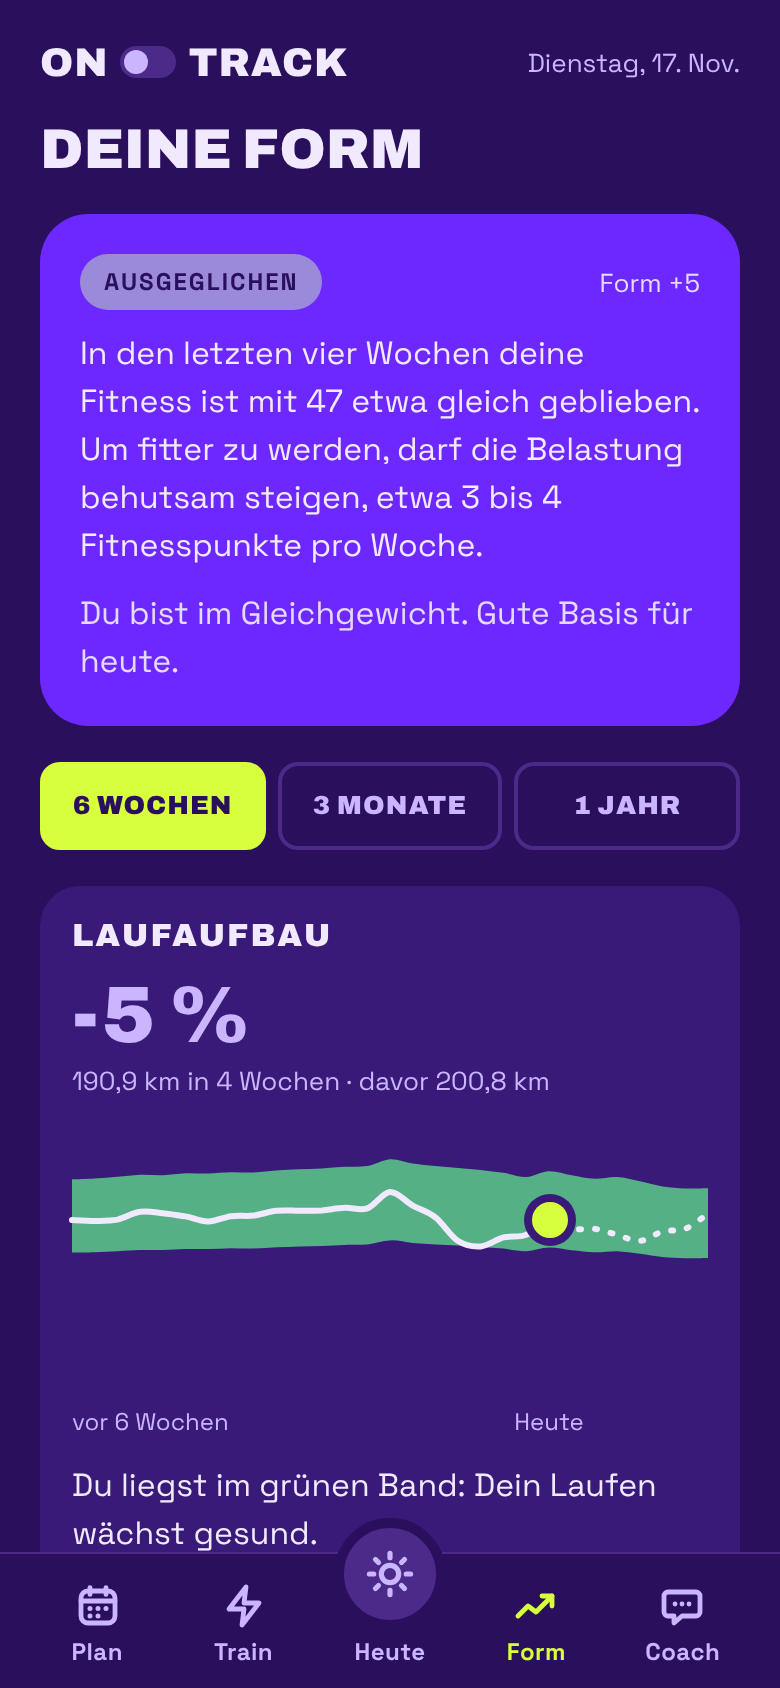 ON TRACK
Dienstag, 17. Nov.
DEINE FORM
AUSGEGLICHEN
Form +5
In den letzten vier Wochen deine
Fitness ist mit 47 etwa gleich geblieben.
Um fitter zu werden, darf die Belastung
behutsam steigen, etwa 3 bis 4
Fitnesspunkte pro Woche.
Du bist im Gleichgewicht. Gute Basis für
heute.
6 WOCHEN
3 MONATE
1 JAHR
LAUFAUFBAU
-5 %
190,9 km in 4 Wochen · davor 200,8 km
vor 6 Wochen
Heute
Du liegst im grünen Band: Dein Laufen
wächst gesund.
Plan
Train
Heute
Form
Coach